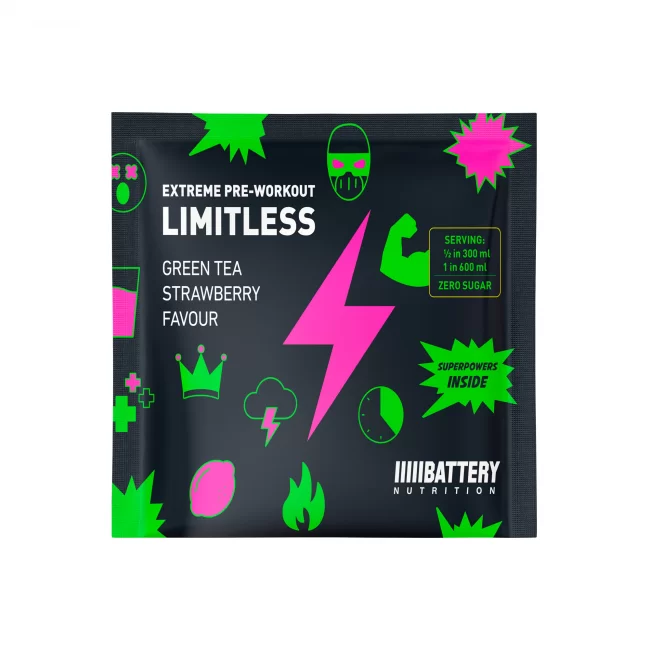 EXTREME PRE-WORKOUT
LIMITLESS
GREEN TEA
STRAWBERRY
FAVOUR
SERVING:
½ in 300 ml
1 in 600 ml
ZERO SUGAR
SUPERPOWERS
INSIDE
BATTERY
NUTRITION